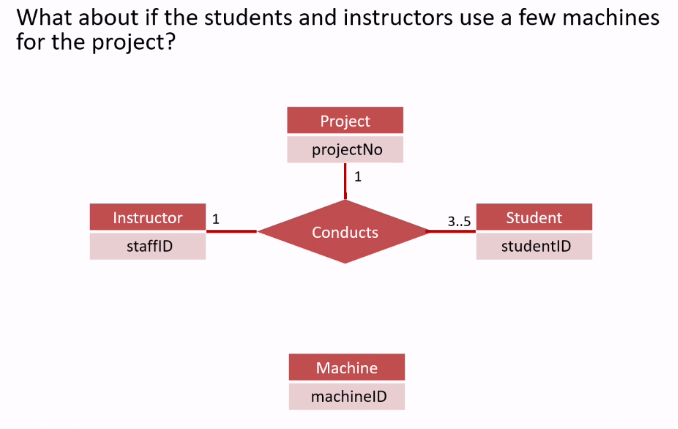 What about if the students and instructors use a few machines
for the project?
Project
projectNo
1
Instructor
1
staffID
Conducts
3..5
Student
studentID
Machine
machineID